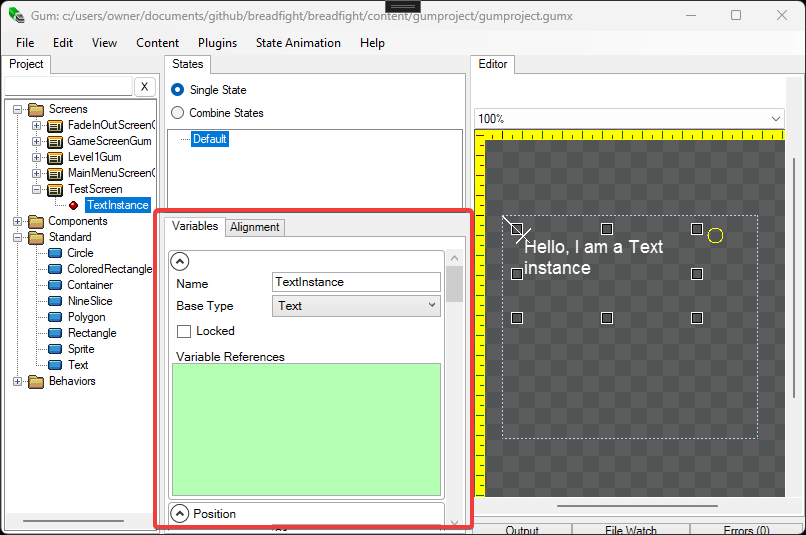 Gum: c:/users/owner/documents/github/breadfight/breadfight/content/gumproject/gumproject.gumx
File Edit View Content Plugins State Animation Help
Project
X
Screens
FadeInOutScreenG
GameScreenGum
Level1Gum
MainMenuScreenG
TestScreen
TextInstance
Components
Standard
Circle
ColoredRectangle
Container
NineSlice
Polygon
Rectangle
Sprite
Text
Behaviors
States
Single State
Combine States
Default
Variables Alignment
Name TextInstance
Base Type Text
Locked
Variable References
Position
Editor
100%
Hello, I am a Text
instance
Output File Watch Errors (0)